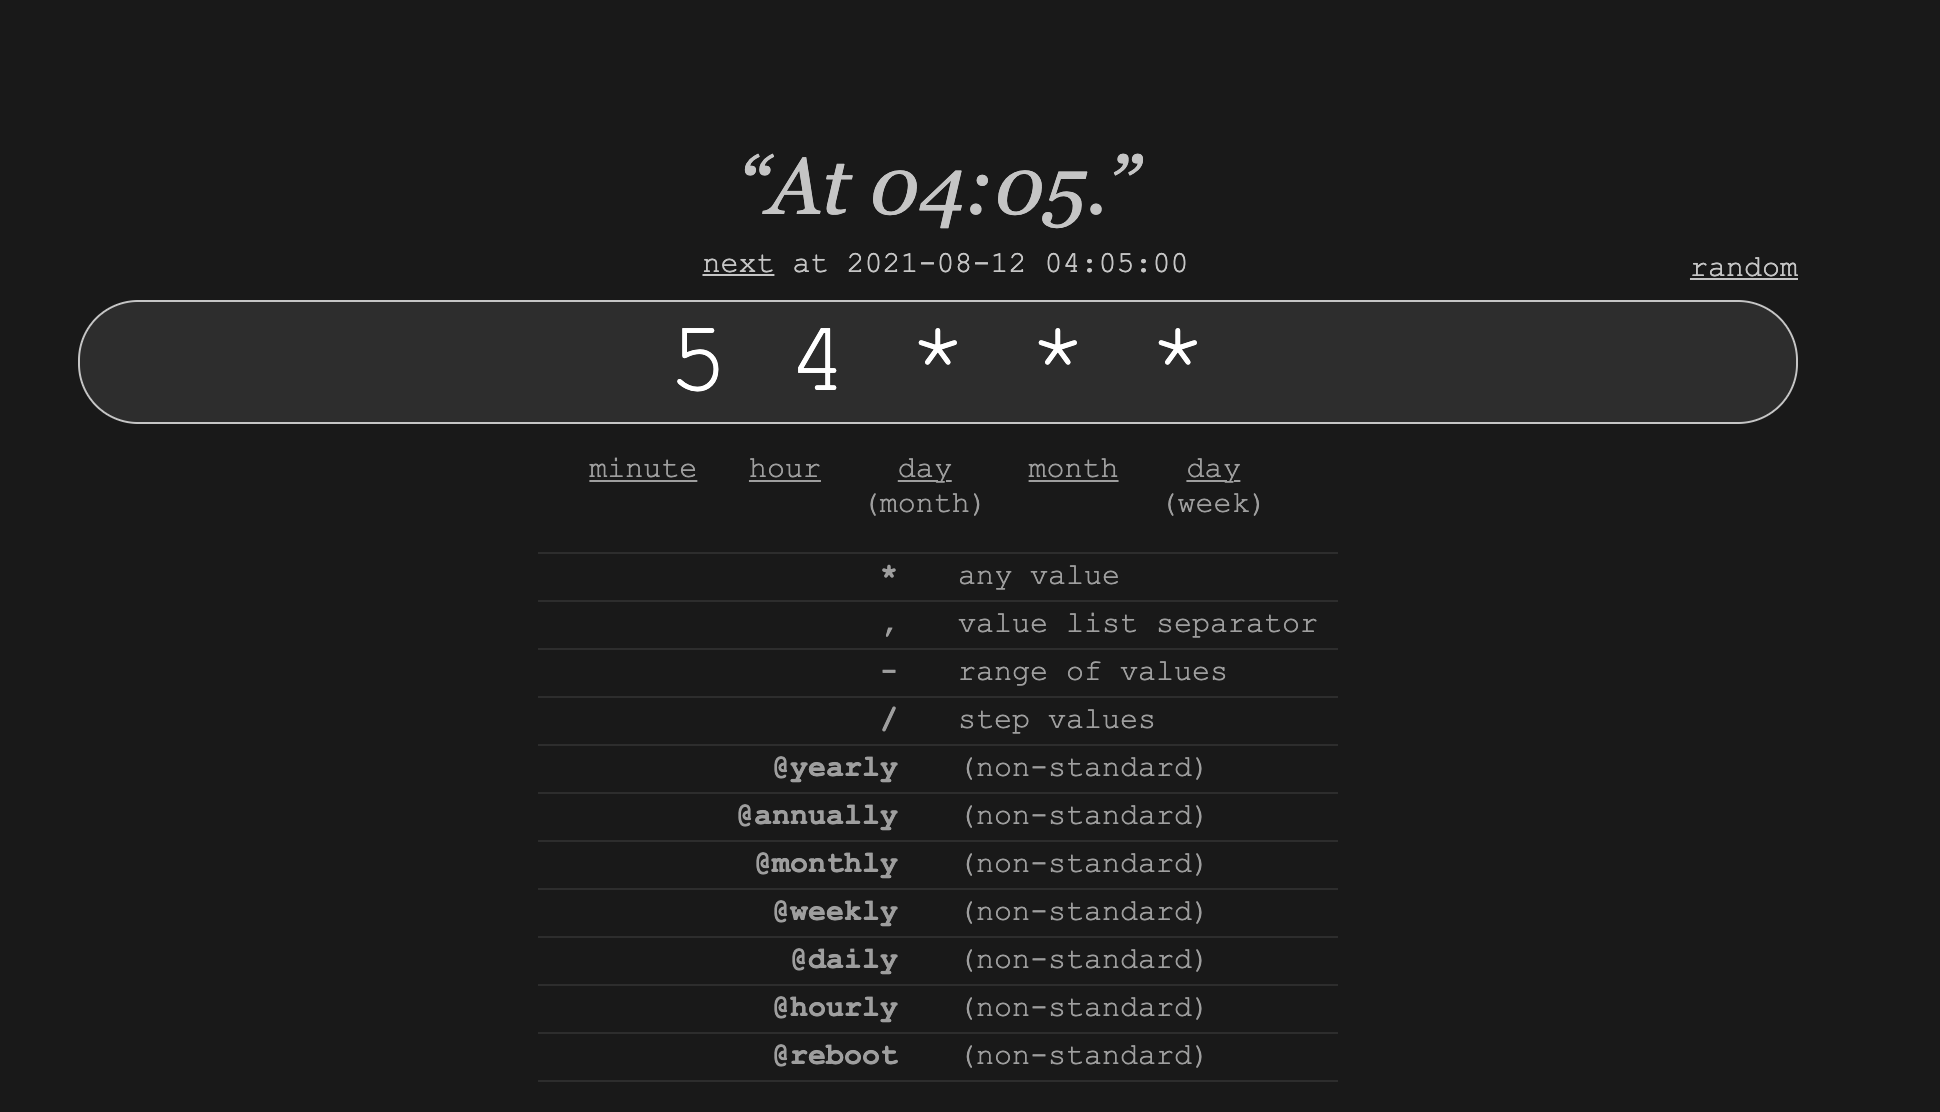 “At 04:05.”
next at 2021-08-12 04:05:00
random
5 4 * * *
minute hour day month day
(month) (week)
* any value
, value list separator
- range of values
/ step values
@yearly (non-standard)
@annually (non-standard)
@monthly (non-standard)
@weekly (non-standard)
@daily (non-standard)
@hourly (non-standard)
@reboot (non-standard)